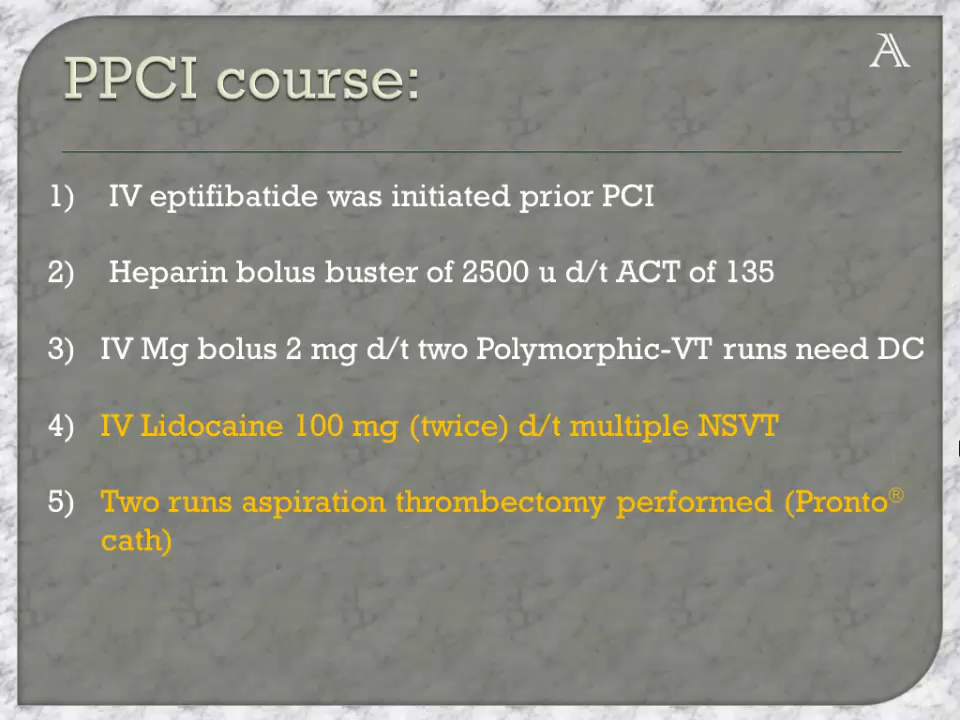 PPCI course:
A
1) IV eptifibatide was initiated prior PCI
2) Heparin bolus buster of 2500 u d/t ACT of 135
3) IV Mg bolus 2 mg d/t two Polymorphic-VT runs need DC
4) IV Lidocaine 100 mg (twice) d/t multiple NSVT
5) Two runs aspiration thrombectomy performed (Pronto®
cath)